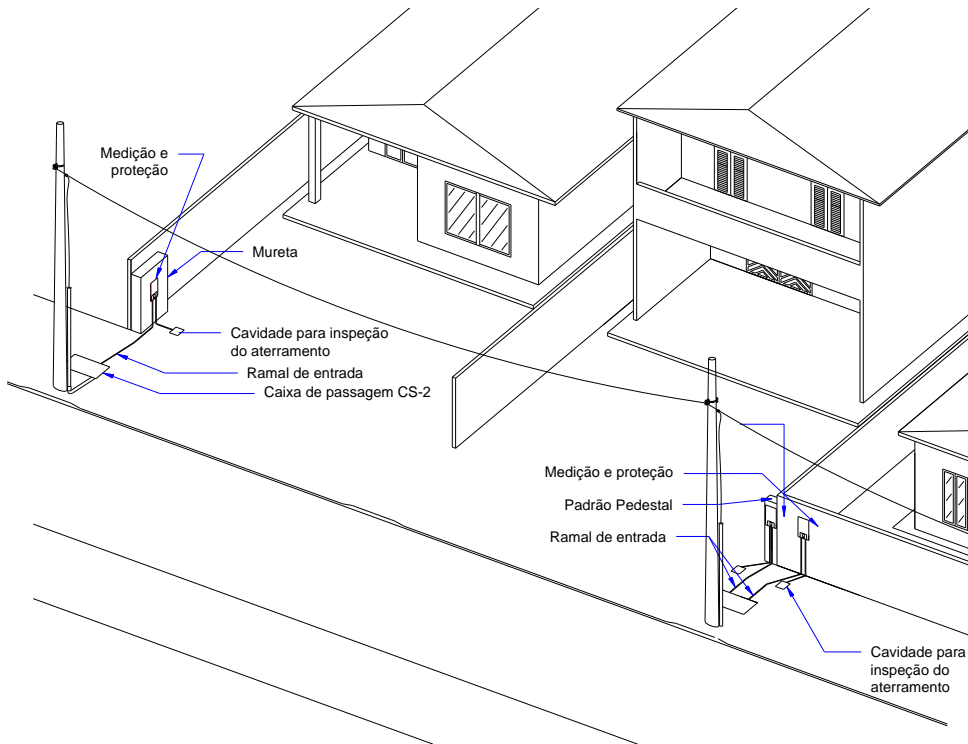 Medição e
proteção
Mureta
Cavidade para inspeção
do aterramento
Ramal de entrada
Caixa de passagem CS-2
Medição e proteção
Padrão Pedestal
Ramal de entrada
Cavidade para
inspeção do
aterramento